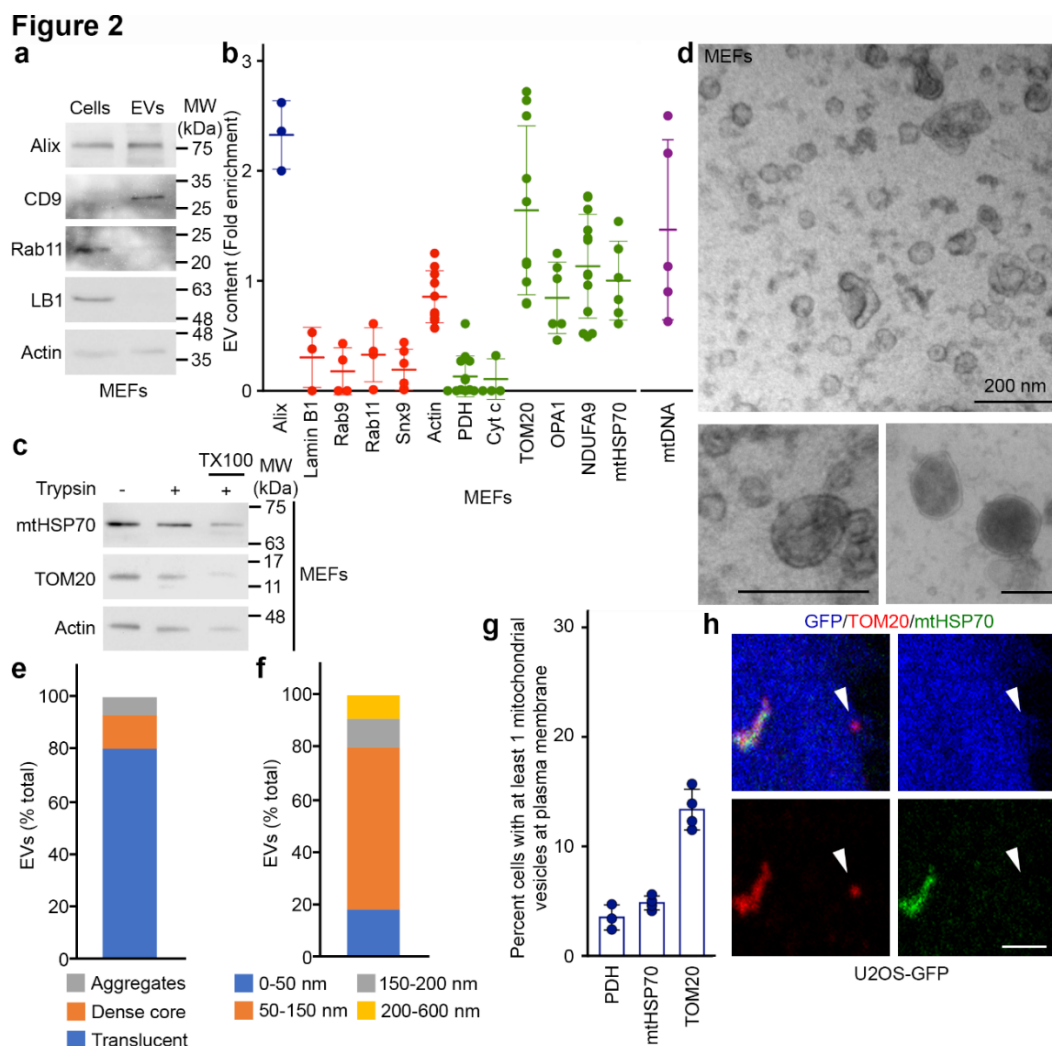 Figure 2
a
Cells EVs MW
(kDa)
Alix
75
CD9
35
25
Rab11
25
20
LB1
63
48
Actin
48
35
MEFs
b
EV content (Fold enrichment)
3
2
1
0
Alix
Lamin B1
Rab9
Rab11
Snx9
Actin
PDH
Cyt c
TOM20
OPA1
NDUFA9
mtHSP70
mtDNA
MEFs
c
TX100
MW
(kDa)
Trypsin - + +
mtHSP70
75
63
TOM20
17
11
Actin
48
MEFs
d
MEFs
200 nm
e
EVs (% total)
100
80
60
40
20
0
Aggregates
Dense core
Translucent
f
EVs (% total)
100
80
60
40
20
0
0-50 nm
150-200 nm
50-150 nm
200-600 nm
g
Percent cells with at least 1 mitochondrial
vesicles at plasma membrane
30
20
10
0
PDH
mtHSP70
TOM20
h
GFP/TOM20/mtHSP70
U2OS-GFP